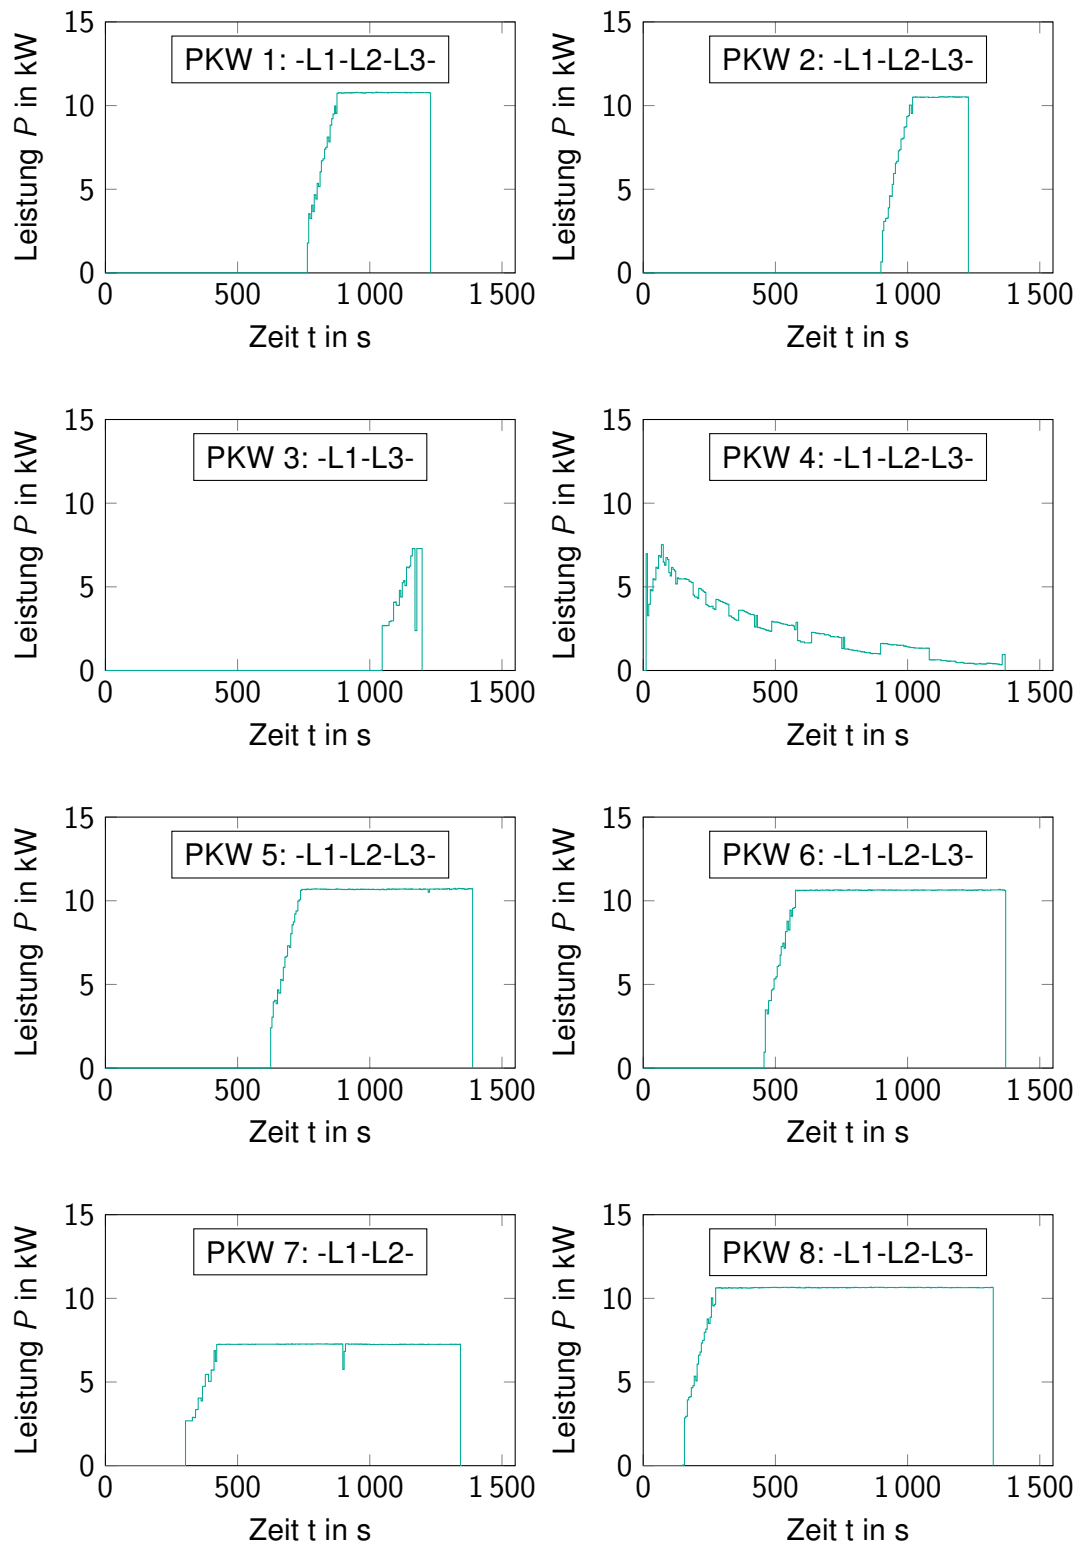 PKW 1: -L1-L2-L3-
Leistung P in kW
15
10
5
0
0 500 1 000 1 500
Zeit t in s
PKW 2: -L1-L2-L3-
Leistung P in kW
15
10
5
0
0 500 1 000 1 500
Zeit t in s
PKW 3: -L1-L3-
Leistung P in kW
15
10
5
0
0 500 1 000 1 500
Zeit t in s
PKW 4: -L1-L2-L3-
Leistung P in kW
15
10
5
0
0 500 1 000 1 500
Zeit t in s
PKW 5: -L1-L2-L3-
Leistung P in kW
15
10
5
0
0 500 1 000 1 500
Zeit t in s
PKW 6: -L1-L2-L3-
Leistung P in kW
15
10
5
0
0 500 1 000 1 500
Zeit t in s
PKW 7: -L1-L2-
Leistung P in kW
15
10
5
0
0 500 1 000 1 500
Zeit t in s
PKW 8: -L1-L2-L3-
Leistung P in kW
15
10
5
0
0 500 1 000 1 500
Zeit t in s